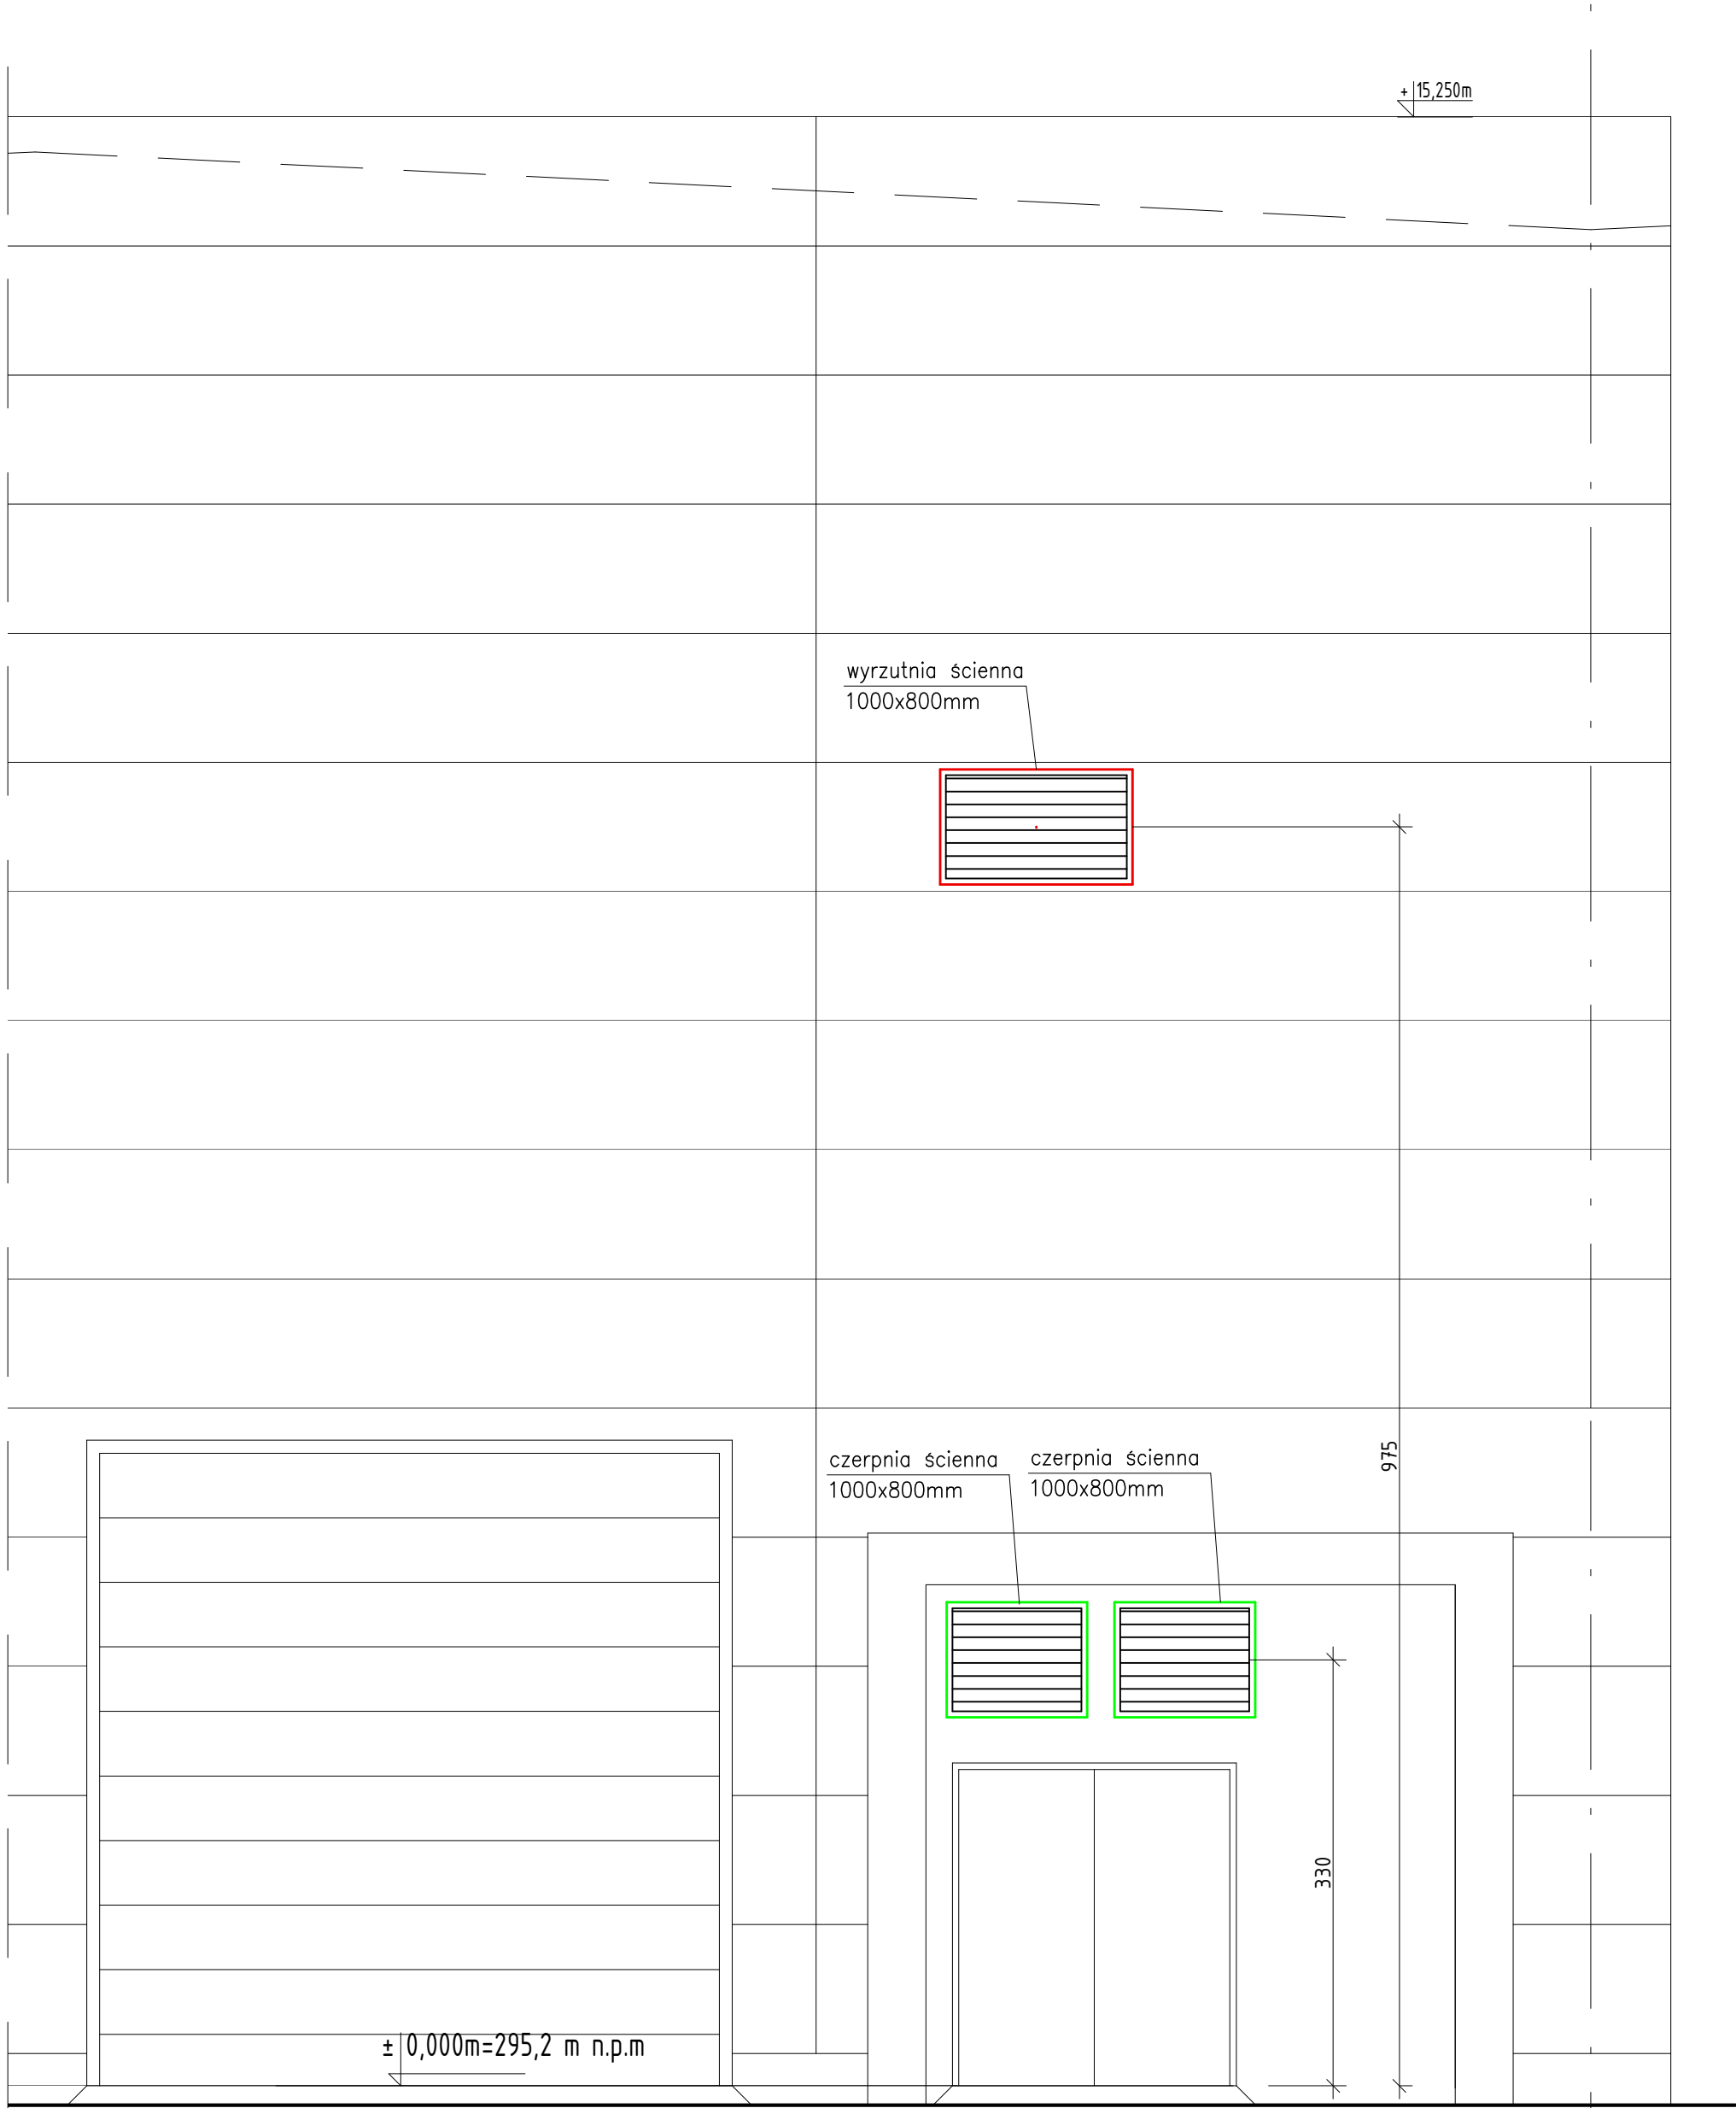 + 15,250m
wyrzutnia ścienna
1000x800mm
975
czerpnia ścienna
1000x800mm
czerpnia ścienna
1000x800mm
330
± 0,000m=295,2 m n.p.m